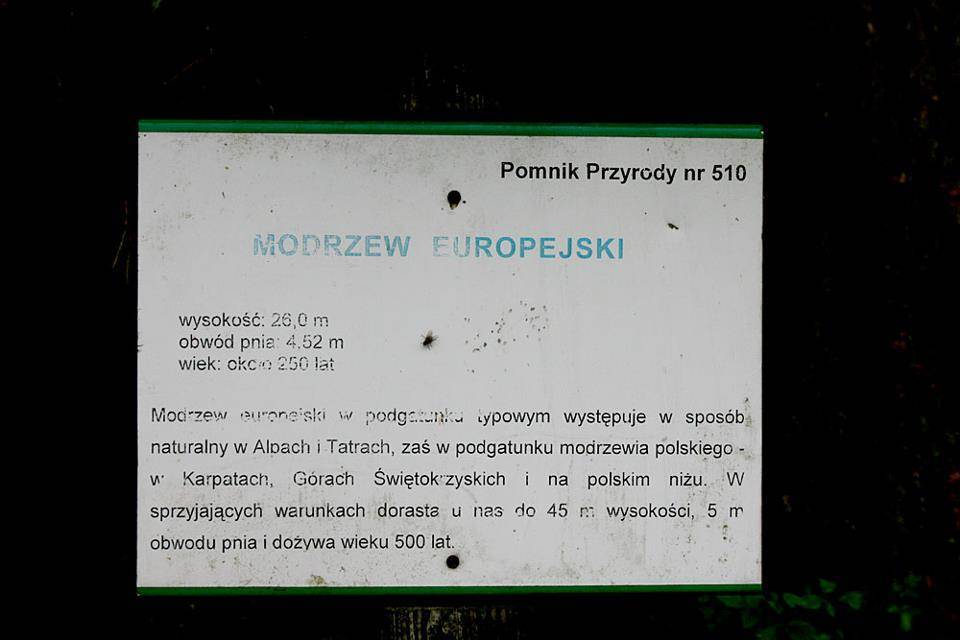 Pomnik Przyrody nr 510
MODRZEW EUROPEJSKI
wysokość: 26,0 m
obwód pnia: 4,52 m
wiek: około 250 lat
Modrzew europejski w podgatunku typowym występuje w sposób
naturalny w Alpach i Tatrach, zaś w podgatunku modrzewia polskiego -
w Karpatach, Górach Świętokrzyskich i na polskim niżu. W
sprzyjających warunkach dorasta u nas do 45 m wysokości, 5 m
obwodu pnia i dożywa wieku 500 lat.